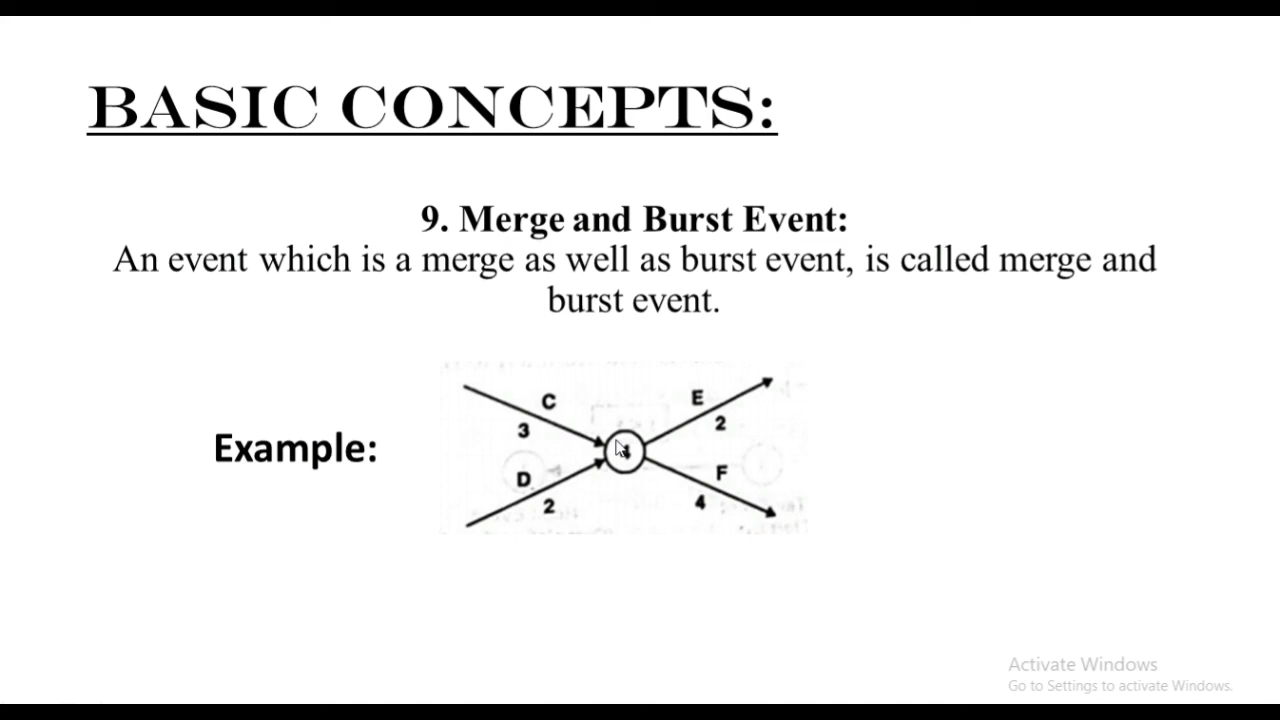 BASIC CONCEPTS:
9. Merge and Burst Event:
An event which is a merge as well as burst event, is called merge and
burst event.
C
E
3
2
Example:
D
F
2
4
Activate Windows
Go to Settings to activate Windows.